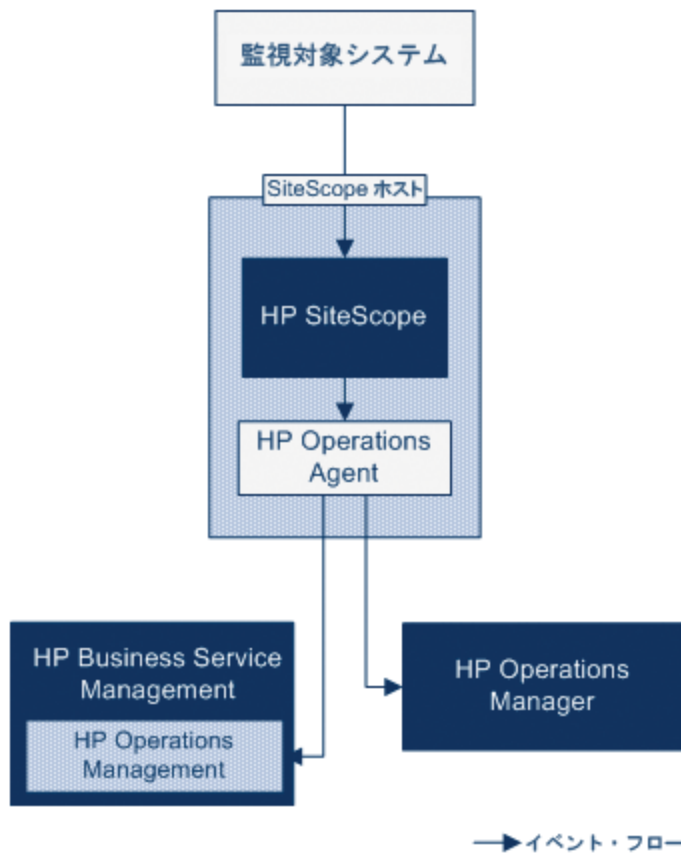 監視対象システム
SiteScope ホスト
HP SiteScope
HP Operations
Agent
HP Business Service
Management
HP Operations
Management
HP Operations
Manager
イベント・フロー